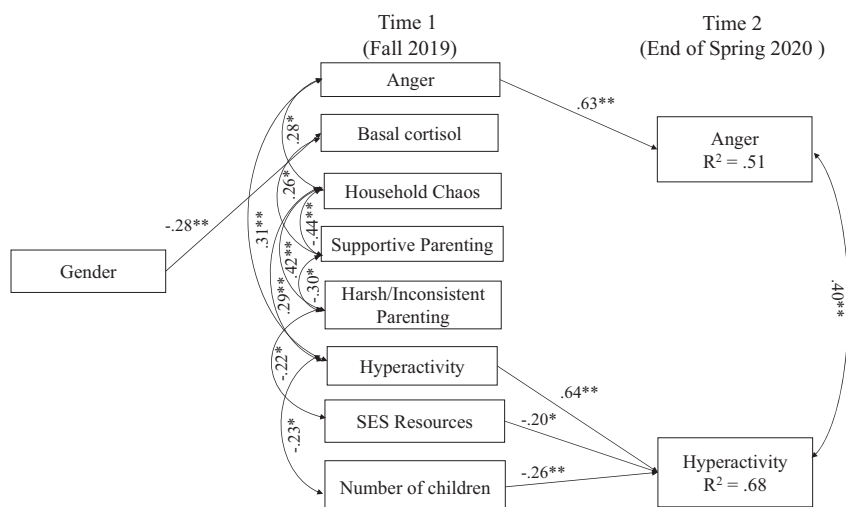 Time 1
(Fall 2019)
Time 2
(End of Spring 2020 )
Anger
.63**
Basal cortisol
.28*
Anger
R² = .51
.26*
Household Chaos
-.28**
.31**
-.44**
Supportive Parenting
Gender
.42**
.29**
-.30*
Harsh/Inconsistent
Parenting
.40**
-.22*
Hyperactivity
.64**
SES Resources
-.20*
-.23*
Number of children
-.26**
Hyperactivity
R² = .68